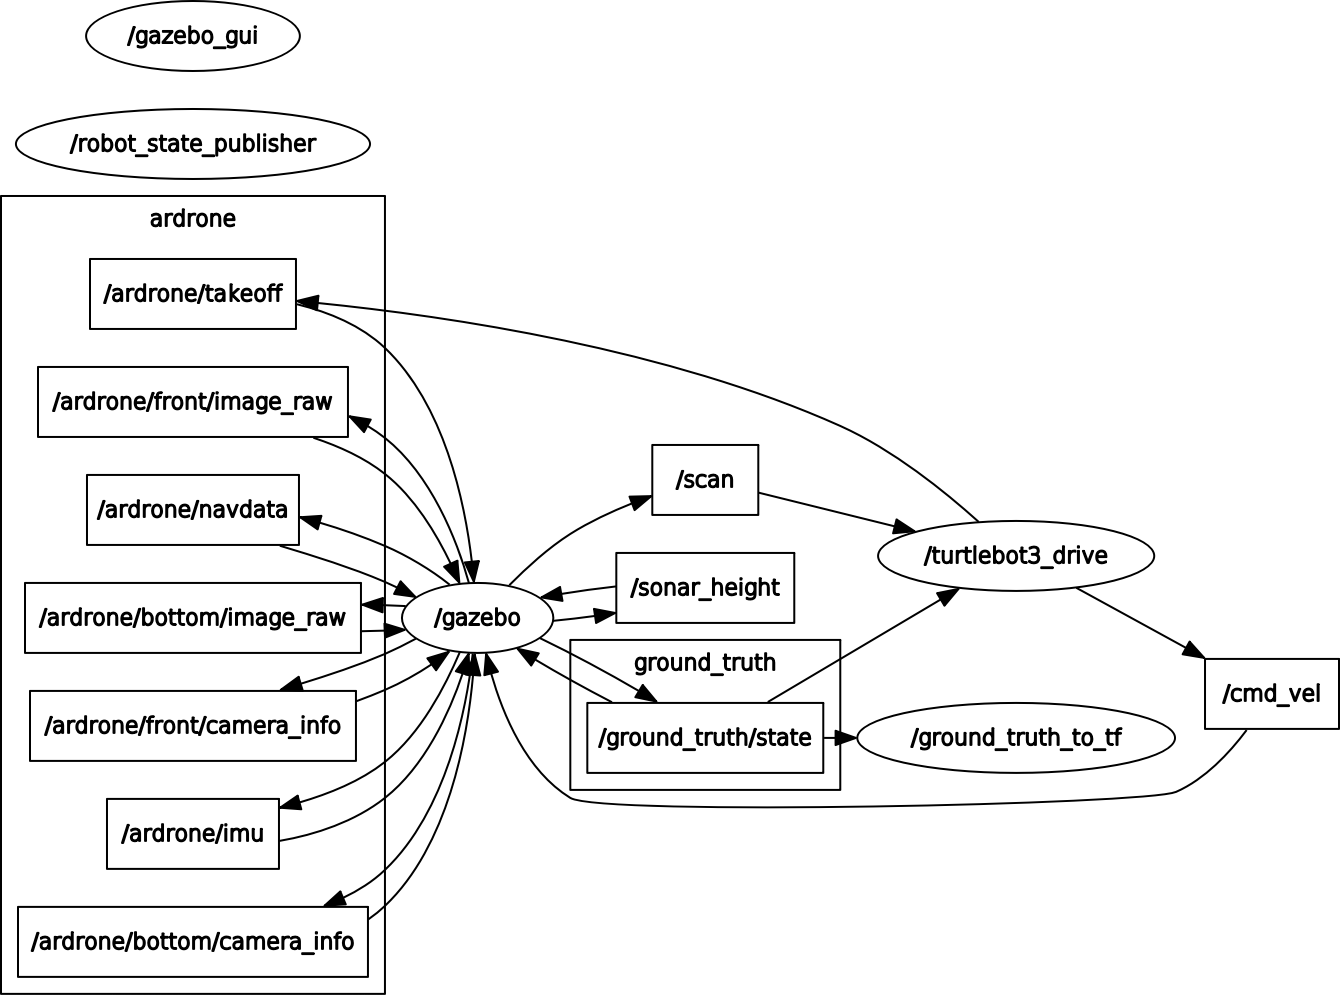 /gazebo_gui
/robot_state_publisher
ardrone
/ardrone/takeoff
/ardrone/front/image_raw
/ardrone/navdata
/ardrone/bottom/image_raw
/ardrone/front/camera_info
/ardrone/imu
/ardrone/bottom/camera_info
/gazebo
/scan
/sonar_height
ground_truth
/ground_truth/state
/turtlebot3_drive
/ground_truth_to_tf
/cmd_vel